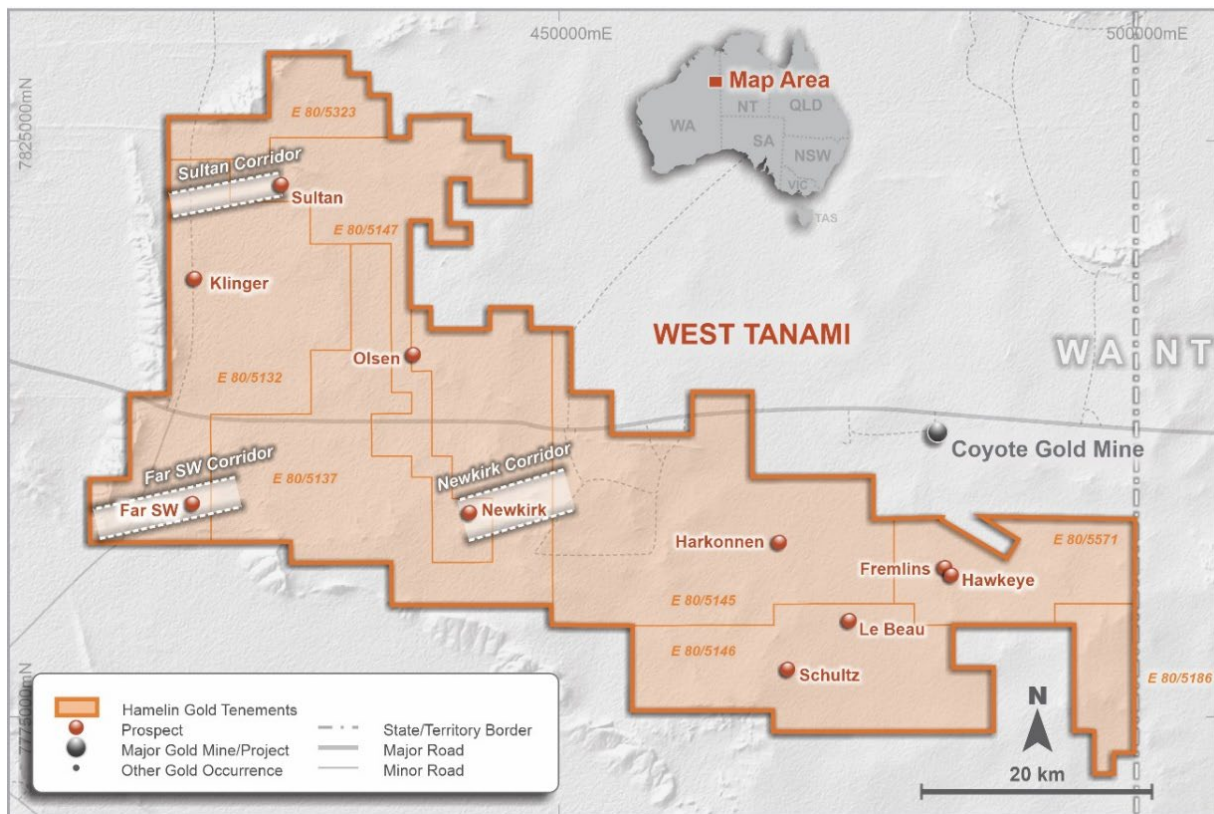 450000mE
500000mE
7825000mN
7775000mN
Map Area
WA
NT
QLD
SA
NSW
VIC
TAS
E 80/5323
Sultan Corridor
Sultan
E 80/5147
Klinger
WEST TANAMI
WA NT
Olsen
E 80/5132
Coyote Gold Mine
Far SW Corridor
Newkirk Corridor
E 80/5137
Far SW
Newkirk
Harkonnen
E 80/5571
Fremlins
Hawkeye
E 80/5145
Le Beau
E 80/5146
Schultz
E 80/5186
Hamelin Gold Tenements
Prospect
Major Gold Mine/Project
Other Gold Occurrence
State/Territory Border
Major Road
Minor Road
N
20 km